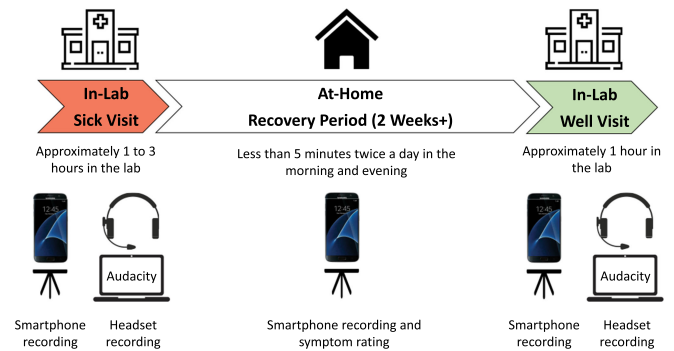 In-Lab
Sick Visit
At-Home
Recovery Period (2 Weeks+)
In-Lab
Well Visit
Approximately 1 to 3
hours in the lab
Less than 5 minutes twice a day in the
morning and evening
Approximately 1 hour in
the lab
12:45
Audacity
12:45
12:45
Audacity
Smartphone
recording
Headset
recording
Smartphone recording and
symptom rating
Smartphone
recording
Headset
recording